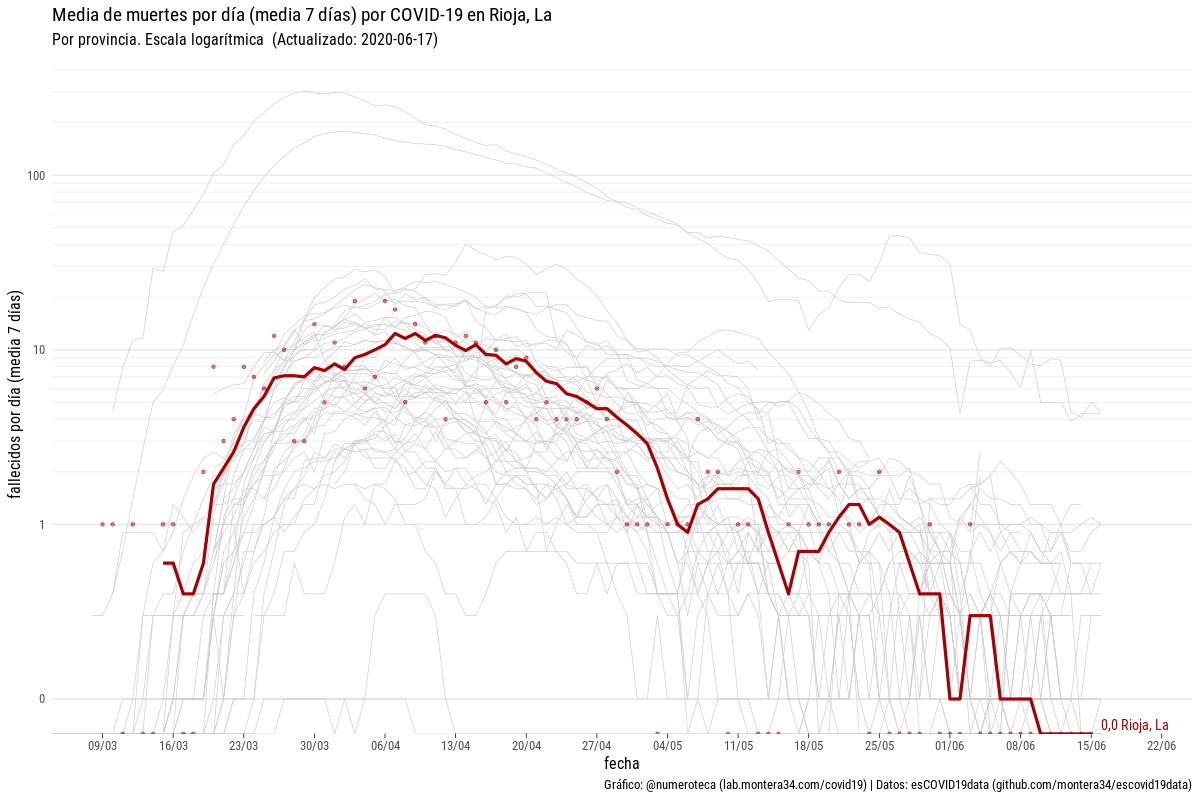 Media de muertes por día (media 7 días) por COVID-19 en Rioja, La
Por provincia. Escala logarítmica (Actualizado: 2020-06-17)
fallecidos por día (media 7 días)
100
10
1
0
0,0 Rioja, La
09/03 16/03 23/03 30/03 06/04 13/04 20/04 27/04 04/05 11/05 18/05 25/05 01/06 08/06 15/06 22/06
fecha
Gráfico: @numeroteca (lab.montera34.com/covid19) | Datos: esCOVID19data (github.com/montera34/escovid19data)